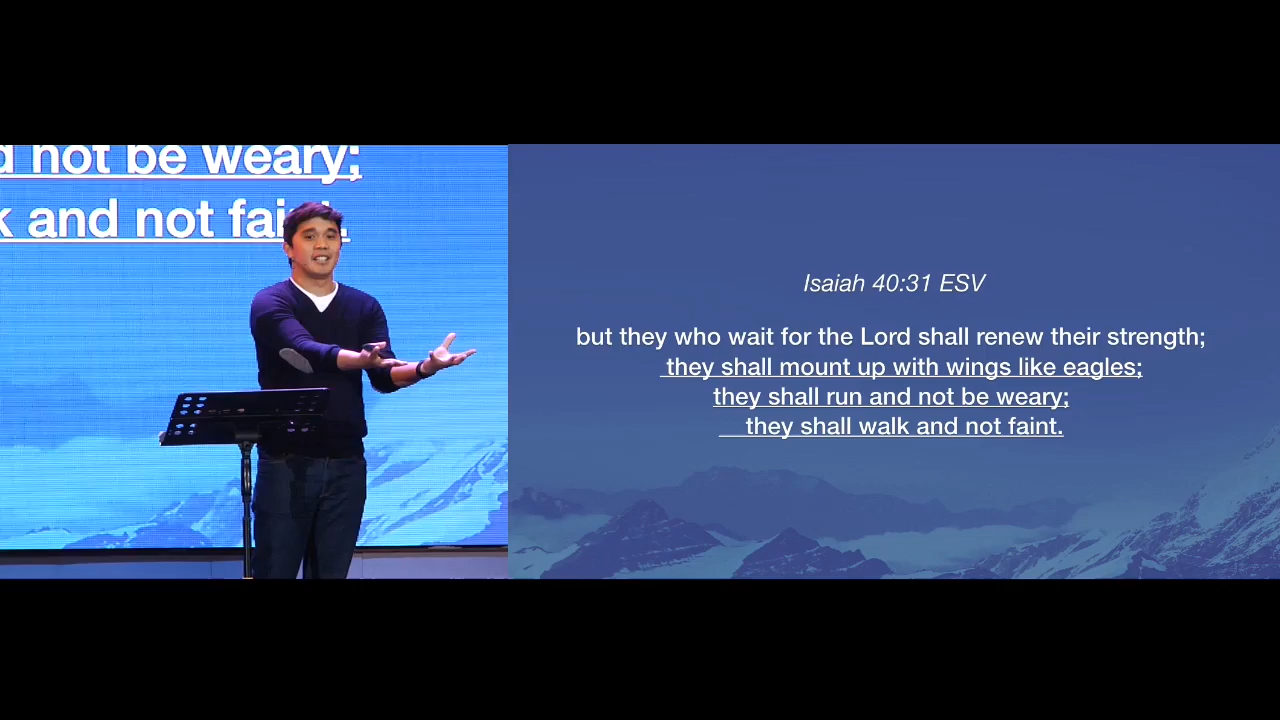 d not be weary;
k and not faint.
Isaiah 40:31 ESV
but they who wait for the Lord shall renew their strength;
they shall mount up with wings like eagles;
they shall run and not be weary;
they shall walk and not faint.